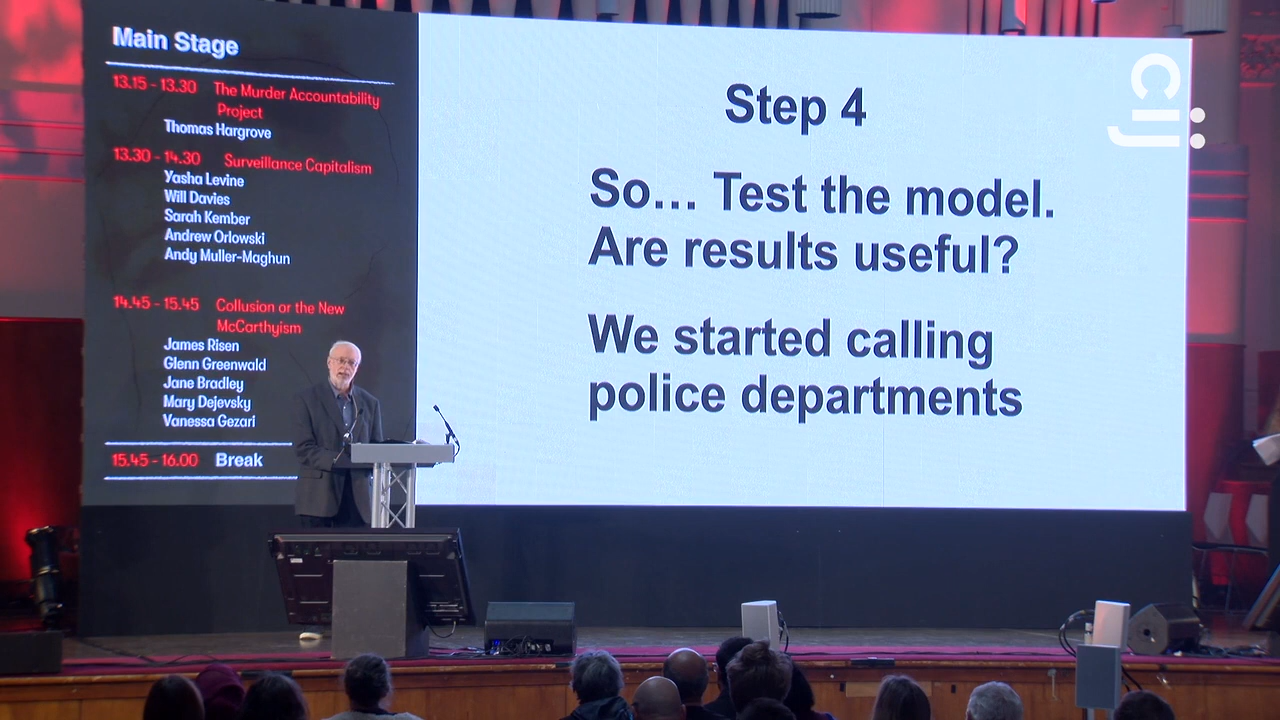 Main Stage
13.15 - 13.30 The Murder Accountability
Project
Thomas Hargrove
13.30 - 14.30 Surveillance Capitalism
Yasha Levine
Will Davies
Sarah Kember
Andrew Orlowski
Andy Muller-Maghun
14.45 - 15.45 Collusion or the New
McCarthyism
James Risen
Glenn Greenwald
Jane Bradley
Mary Dejevsky
Vanessa Gezari
15.45 - 16.00 Break
Step 4
So... Test the model.
Are results useful?
We started calling
police departments
cij